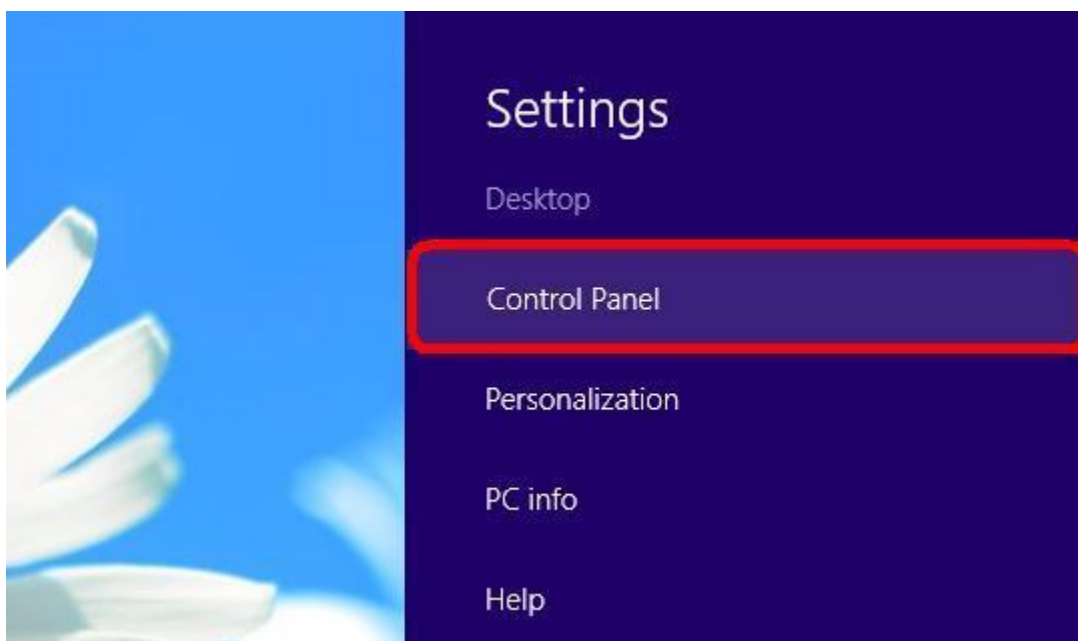 Settings
Desktop
Control Panel
Personalization
PC info
Help